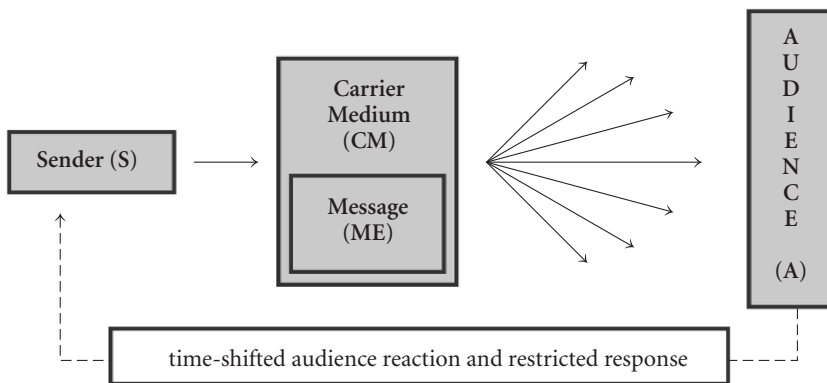 Sender (S)
Carrier
Medium
(CM)
Message
(ME)
A
U
D
I
E
N
C
E
(A)
time-shifted audience reaction and restricted response